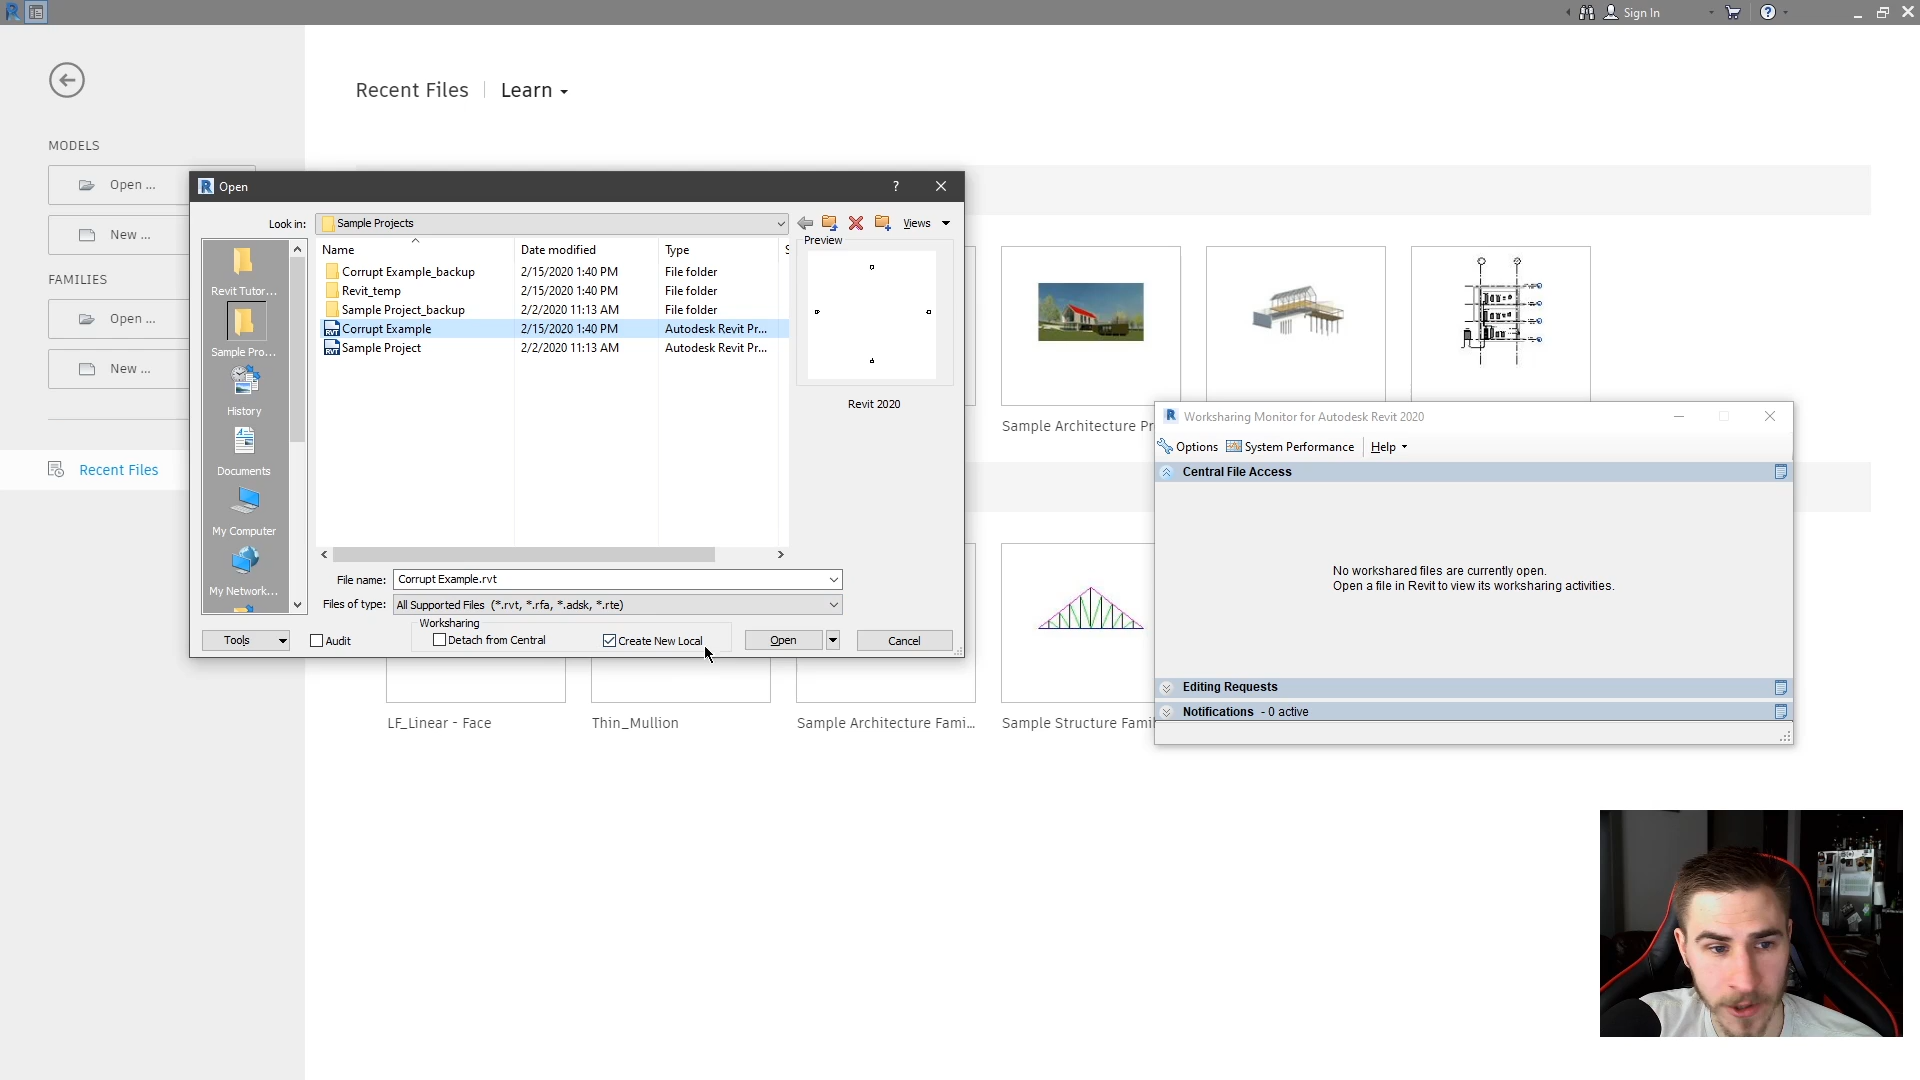 Sign In
Recent Files
Learn
MODELS
Open ...
New ...
FAMILIES
Open ...
New ...
Recent Files
Open
Look in:
Sample Projects
Views
Name
Date modified
Type
Corrupt Example_backup
2/15/2020 1:40 PM
File folder
Revit_temp
2/15/2020 1:40 PM
File folder
Sample Project_backup
2/2/2020 11:13 AM
File folder
Corrupt Example
2/15/2020 1:40 PM
Autodesk Revit Pr...
Sample Project
2/2/2020 11:13 AM
Autodesk Revit Pr...
Preview
Revit 2020
Revit Tutor...
Sample Pro...
History
Documents
My Computer
My Network...
File name:
Corrupt Example.rvt
Files of type:
All Supported Files (*.rvt, *.rfa, *.adsk, *.rte)
Worksharing
Tools
Audit
Detach from Central
Create New Local
Open
Cancel
Sample Architecture Pr
Worksharing Monitor for Autodesk Revit 2020
Options
System Performance
Help
Central File Access
No workshared files are currently open.
Open a file in Revit to view its worksharing activities.
Editing Requests
Notifications - 0 active
LF_Linear - Face
Thin_Mullion
Sample Architecture Fami...
Sample Structure Fami